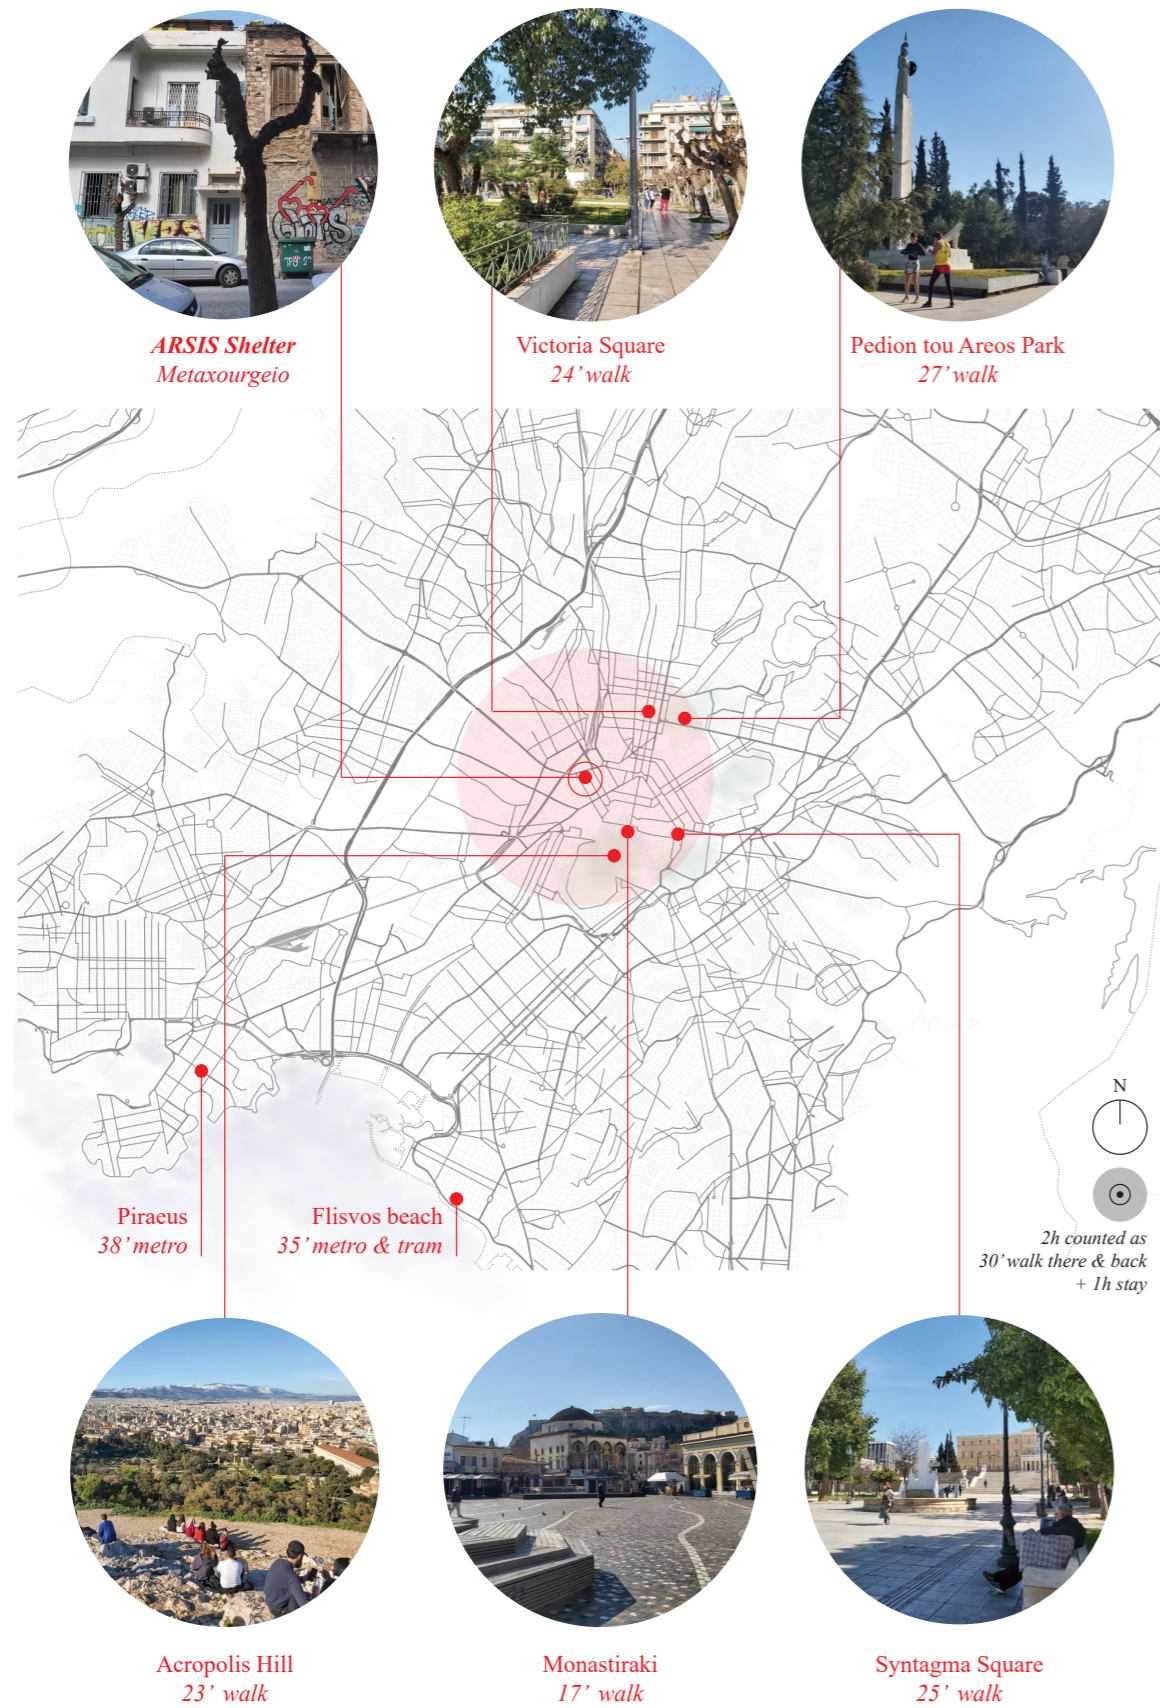 ARSIS Shelter
Metaxourgeio
Victoria Square
24’ walk
Pedion tou Areos Park
27’ walk
N
Piraeus
38’ metro
Flisvos beach
35’ metro & tram
2h counted as
30’ walk there & back
+ 1h stay
Acropolis Hill
23’ walk
Monastiraki
17’ walk
Syntagma Square
25’ walk